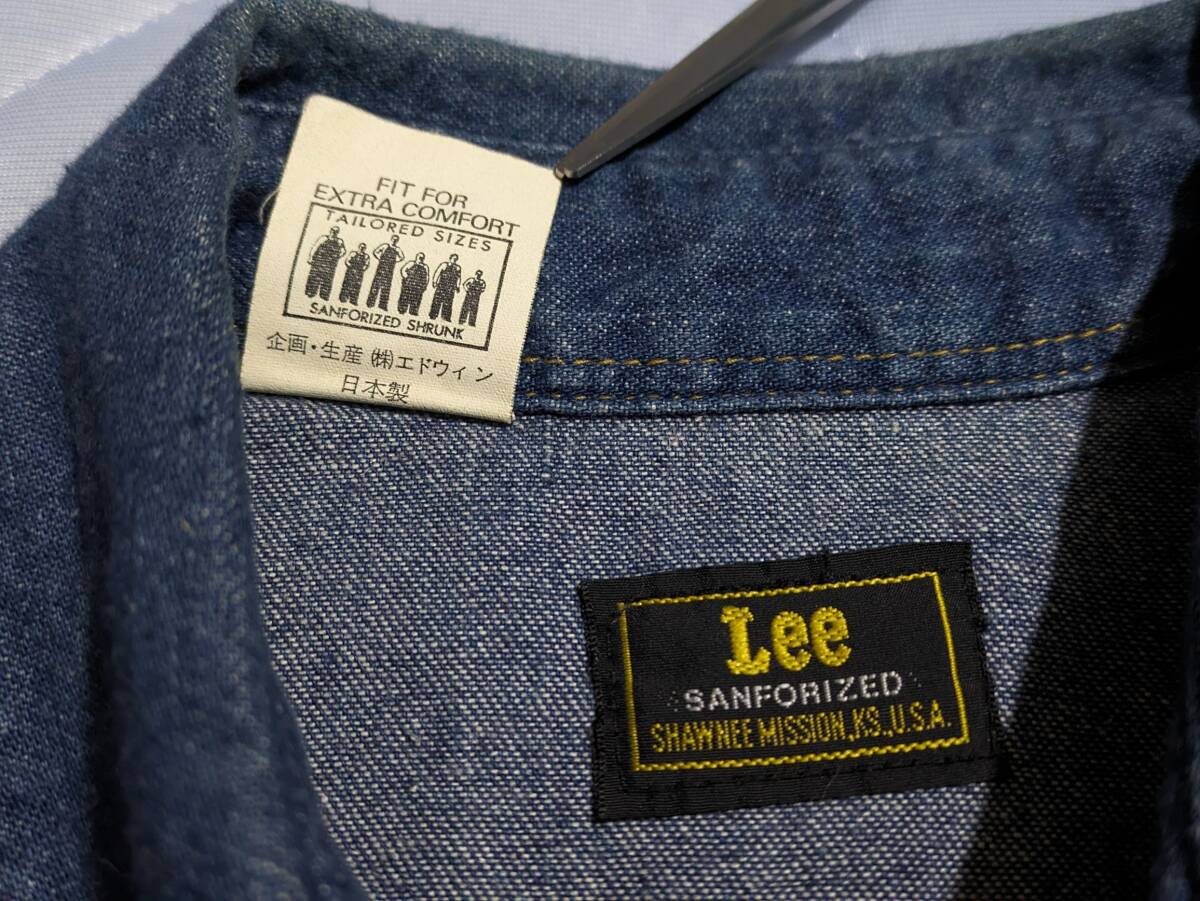 FIT FOR
EXTRA COMFORT
TAILORED SIZES
SANFORIZED SHRUNK
企画・生産 ㈱エドウィン
日本製
Lee
SANFORIZED
SHAWNEE MISSION,KS.,U.S.A.